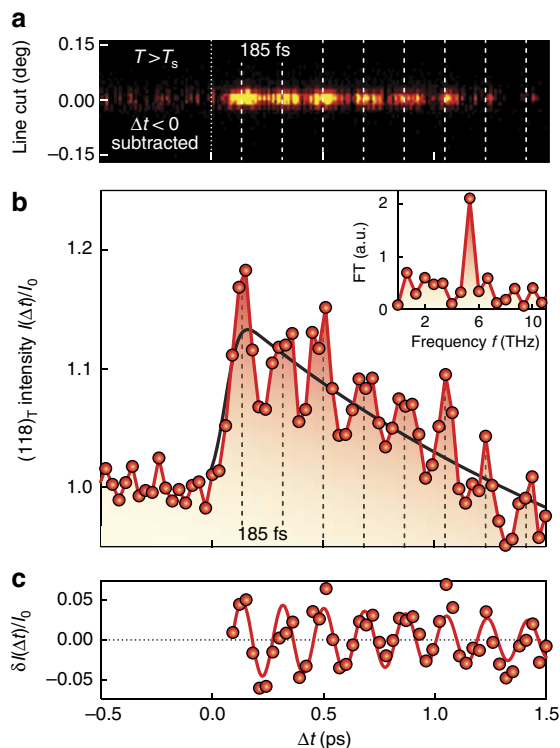 a
0.15
0.00
−0.15
Line cut (deg)
T>Ts
185 fs
Δt<0
subtracted
b
1.2
1.1
1.0
(118)T intensity I(Δt)/I0
185 fs
2
1
0
FT (a.u.)
2 6 10
Frequency f (THz)
c
0.05
0.00
−0.05
δI(Δt)/I0
−0.5 0.0 0.5 1.0 1.5
Δt (ps)